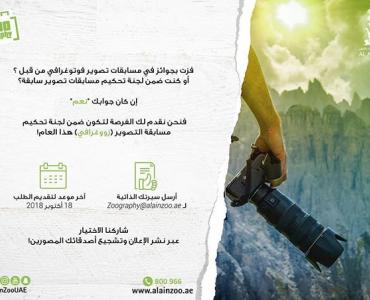 فزت بجوائز في مسابقات تصوير فوتوغرافي من قبل ؟
أو كنت ضمن لجنة تحكيم مسابقات تصوير سابقة؟
إن كان جوابك "نعم"
فنحن نقدم لك الفرصة لتكون ضمن لجنة تحكيم
مسابقة التصوير (زووغرافي) هذا العام!
أرسل سيرتك الذاتية
لـ Zoography@alainzoo.ae
آخر موعد لتقديم الطلب
18 أكتوبر 2018
شاركنا الاختيار
عبر نشر الإعلان وتشجيع أصدقائك المصورين!
800 966
www.alainzoo.ae
inZooUAE